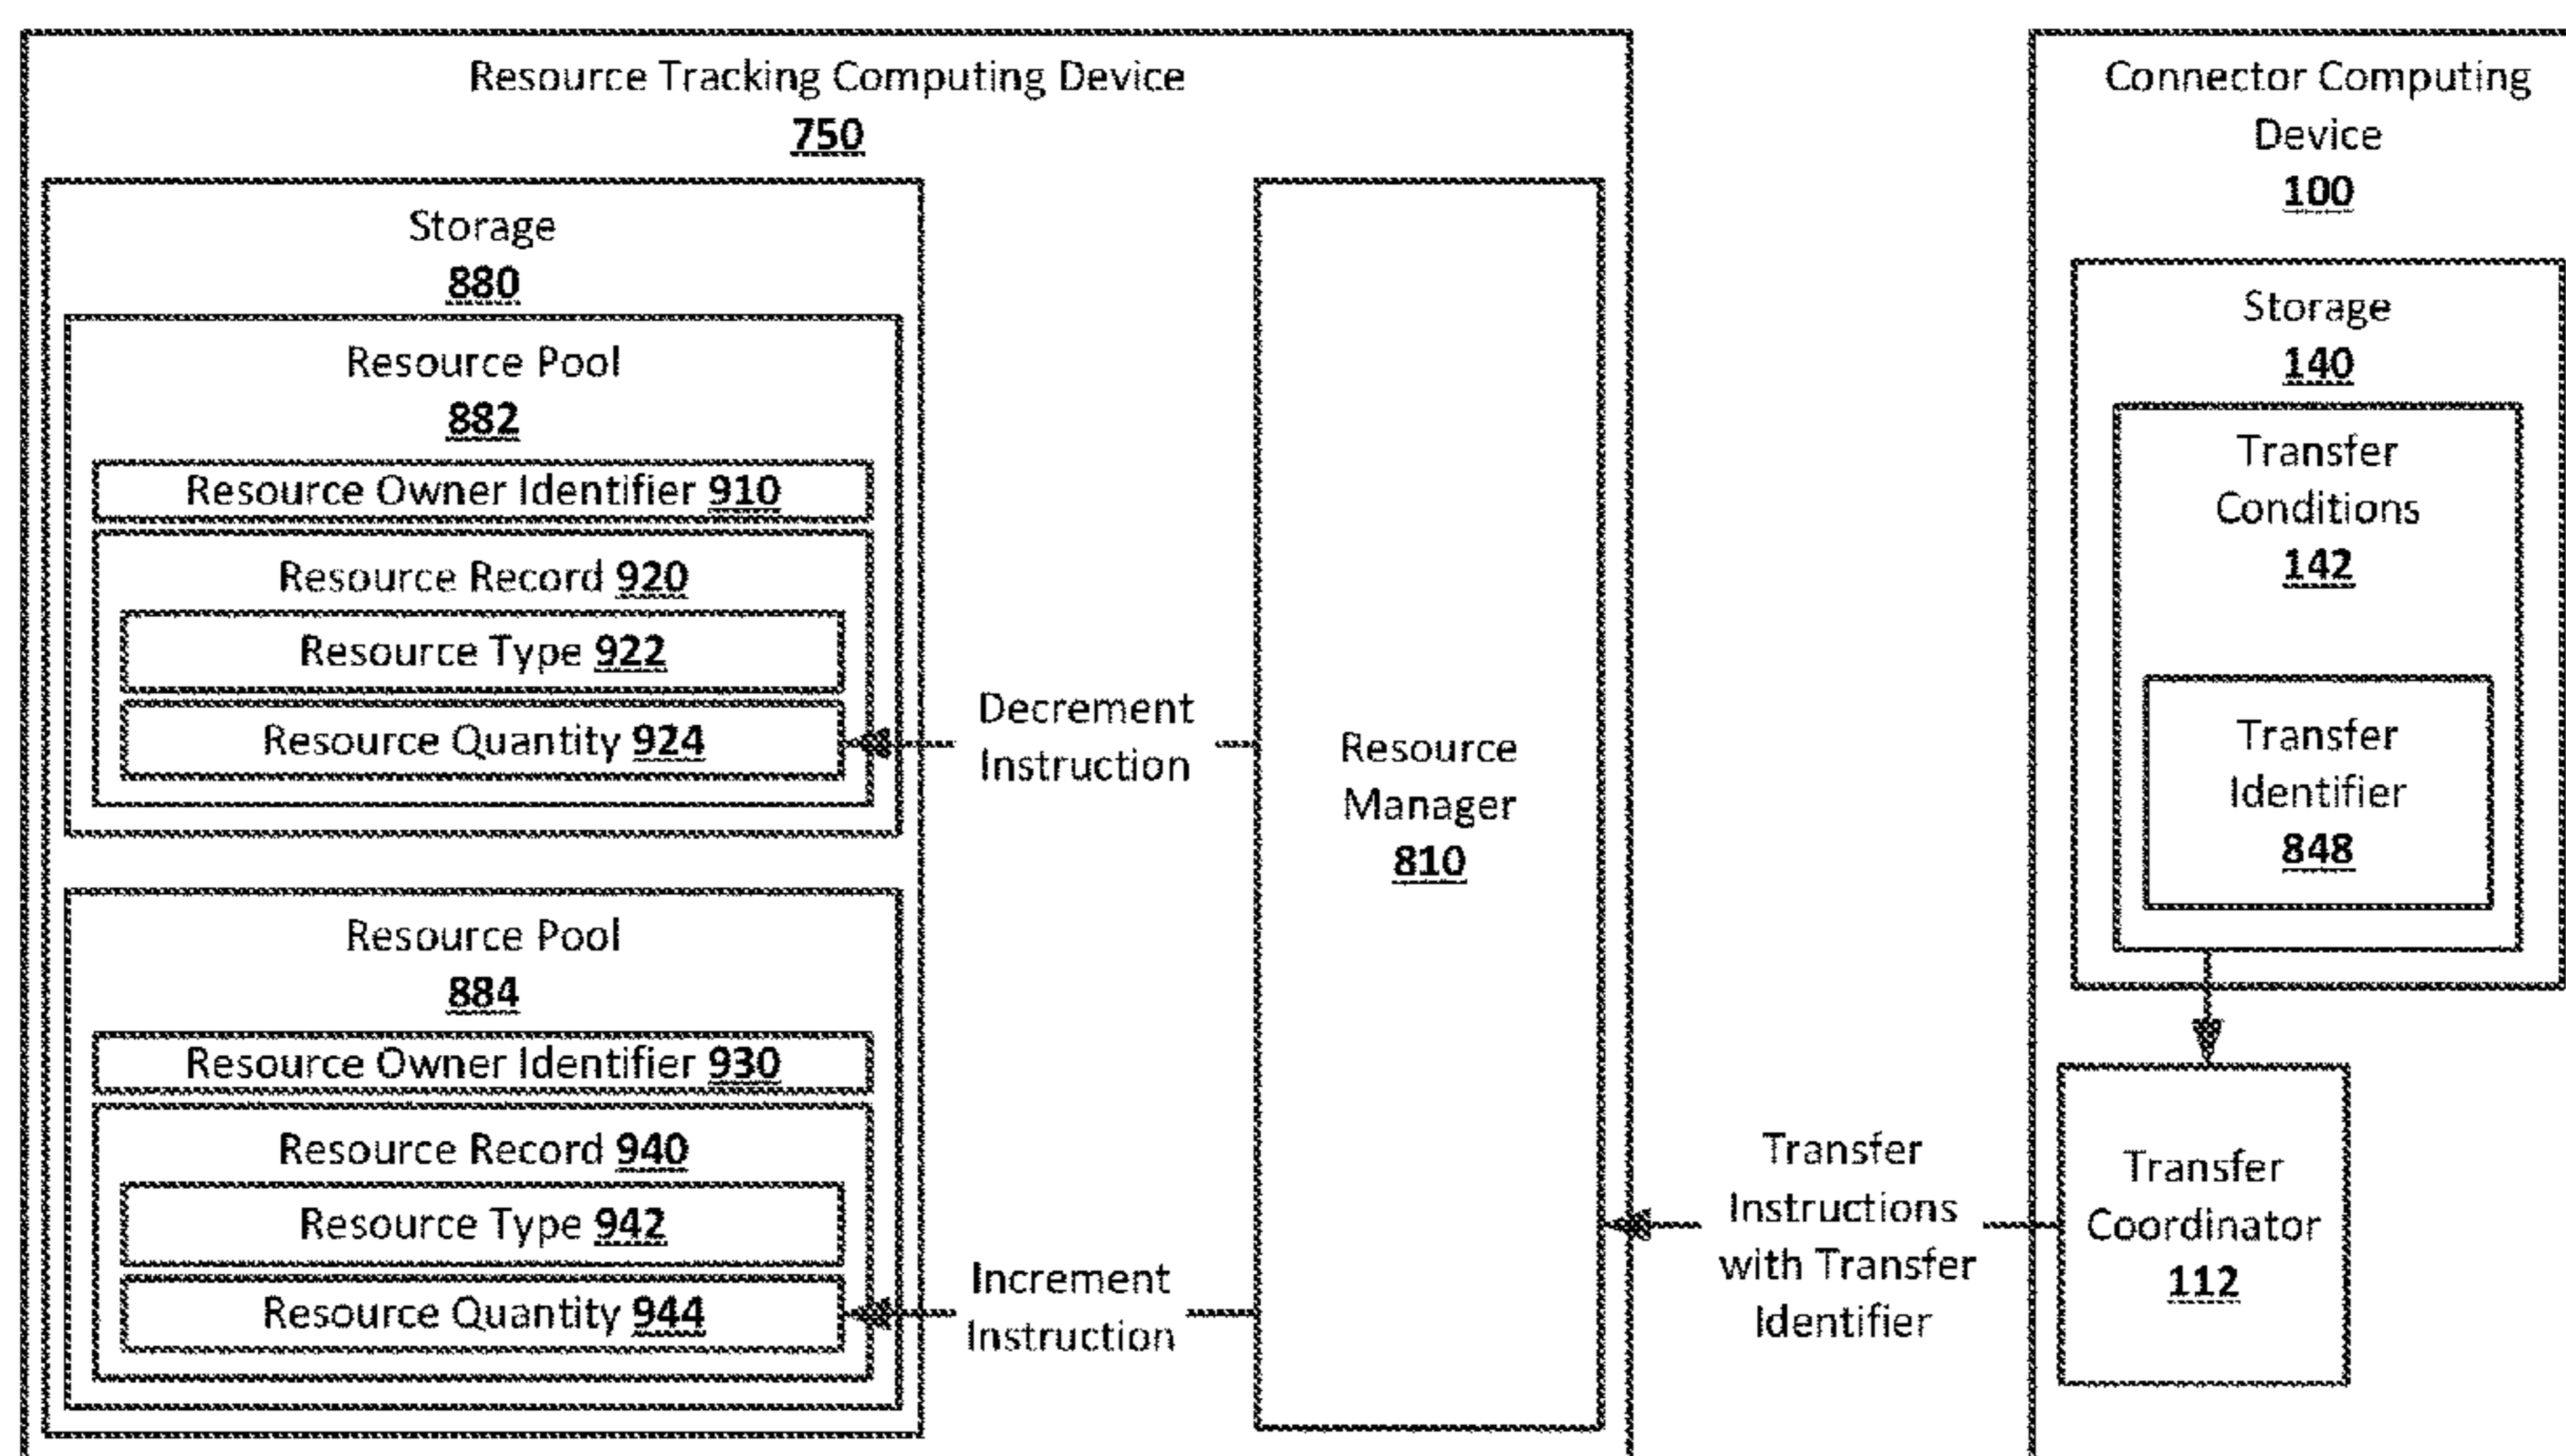 Resource Tracking Computing Device
750
Storage
880
Resource Pool
882
Resource Owner Identifier 910
Resource Record 920
Resource Type 922
Resource Quantity 924
Resource Pool
884
Resource Owner Identifier 930
Resource Record 940
Resource Type 942
Resource Quantity 944
Decrement
Instruction
Increment
Instruction
Resource
Manager
810
Transfer
Instructions
with Transfer
Identifier
Connector Computing
Device
100
Storage
140
Transfer
Conditions
142
Transfer
Identifier
848
Transfer
Coordinator
112